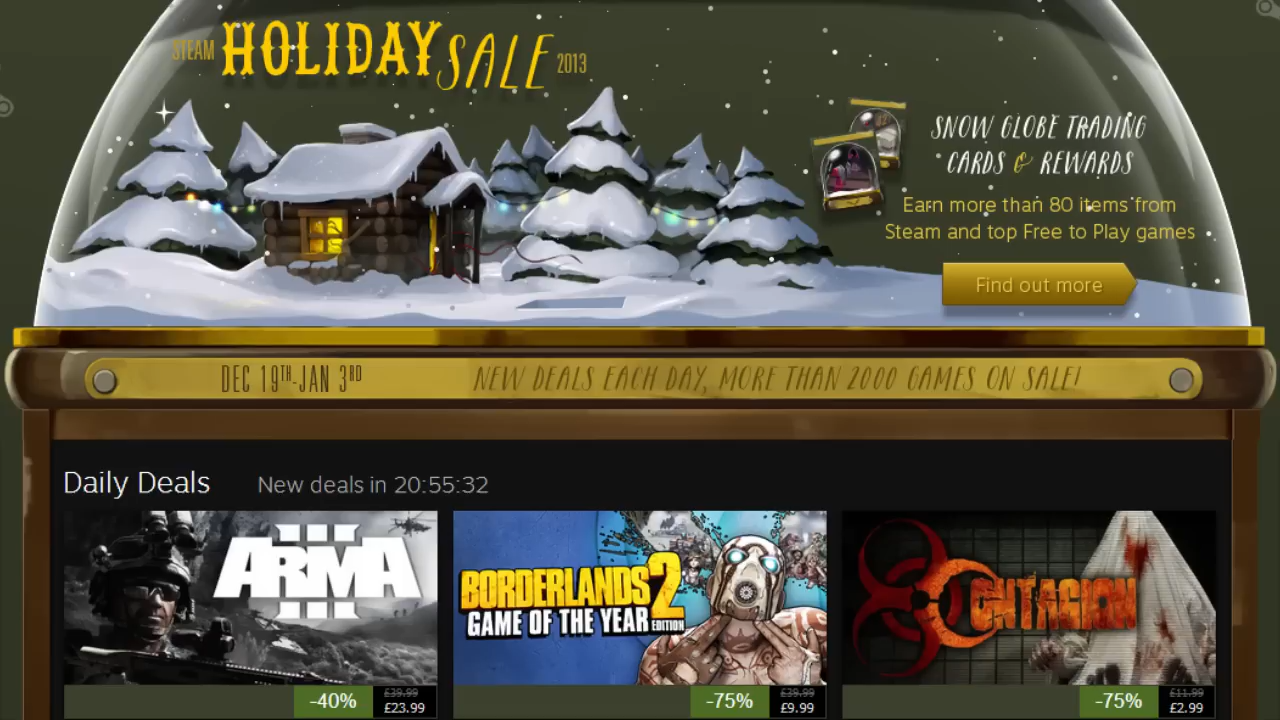 STEAM HOLIDAY SALE 2013
SNOW GLOBE TRADING
CARDS & REWARDS
Earn more than 80 items from
Steam and top Free to Play games
Find out more
DEC 19TH-JAN 3RD NEW DEALS EACH DAY, MORE THAN 2000 GAMES ON SALE!
Daily Deals New deals in 20:55:32
ARMA III
BORDERLANDS 2
GAME OF THE YEAR EDITION
CONTAGION
-40% £39.99 £23.99
-75% £39.99 £9.99
-75% £11.99 £2.99